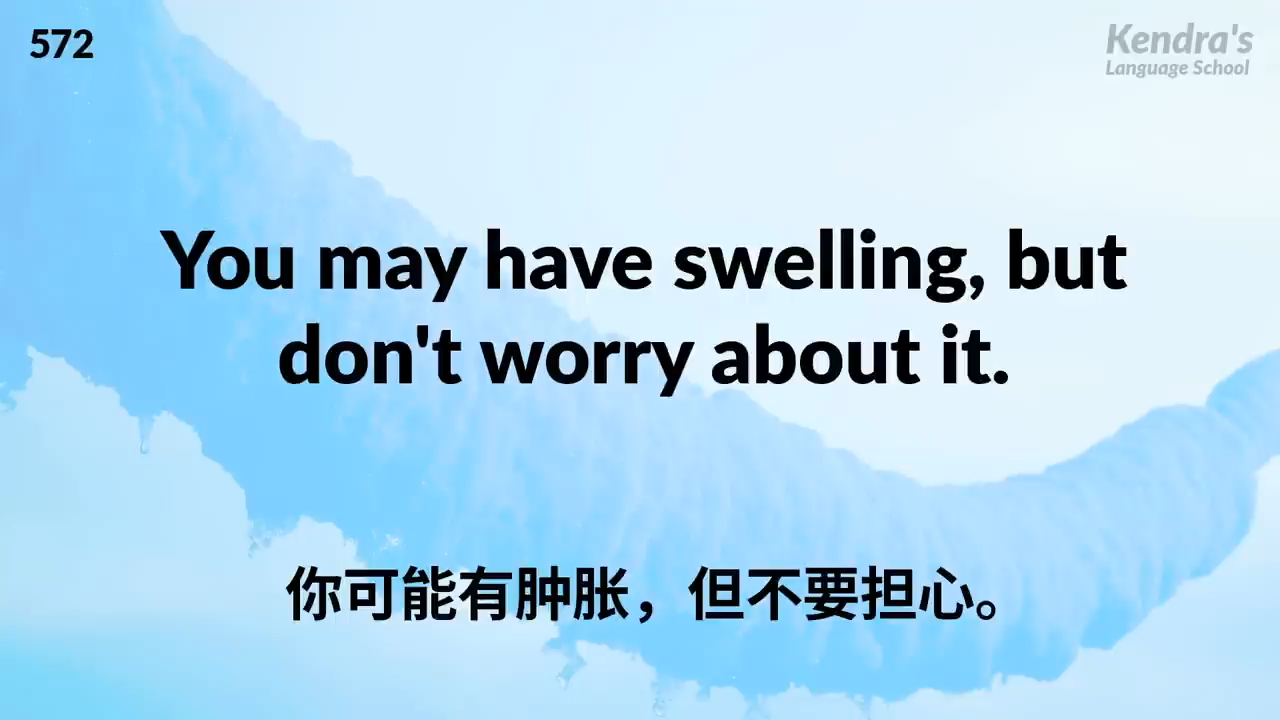 572
Kendra's
Language School
You may have swelling, but
don't worry about it.
你可能有肿胀，但不要担心。